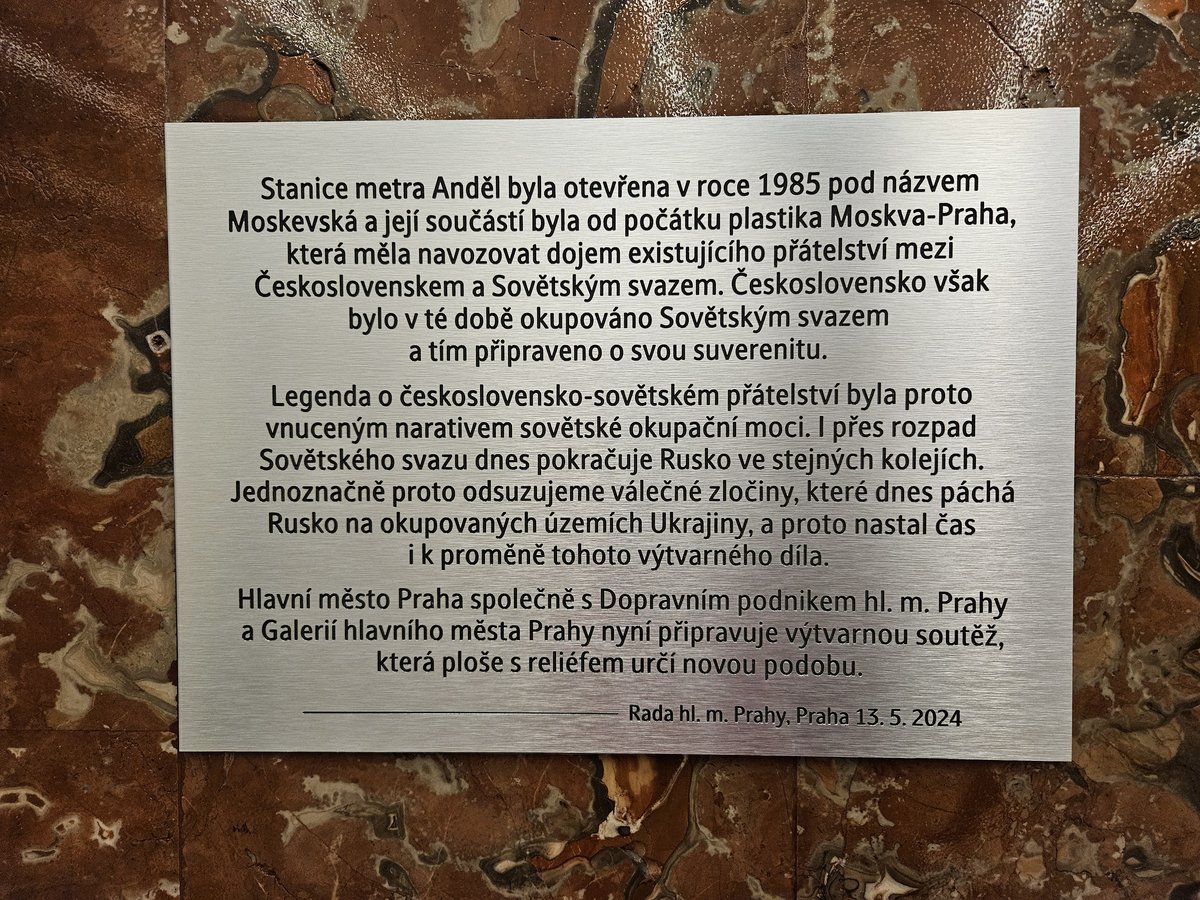 Stanice metra Anděl byla otevřena v roce 1985 pod názvem
Moskevská a její součástí byla od počátku plastika Moskva-Praha,
která měla navozovat dojem existujícího přátelství mezi
Československem a Sovětským svazem. Československo však
bylo v té době okupováno Sovětským svazem
a tím připraveno o svou suverenitu.
Legenda o československo-sovětském přátelství byla proto
vnuceným narativem sovětské okupační moci. I přes rozpad
Sovětského svazu dnes pokračuje Rusko ve stejných kolejích.
Jednoznačně proto odsuzujeme válečné zločiny, které dnes páchá
Rusko na okupovaných územích Ukrajiny, a proto nastal čas
i k proměně tohoto výtvarného díla.
Hlavní město Praha společně s Dopravním podnikem hl. m. Prahy
a Galerií hlavního města Prahy nyní připravuje výtvarnou soutěž,
která ploše s reliéfem určí novou podobu.
Rada hl. m. Prahy, Praha 13. 5. 2024